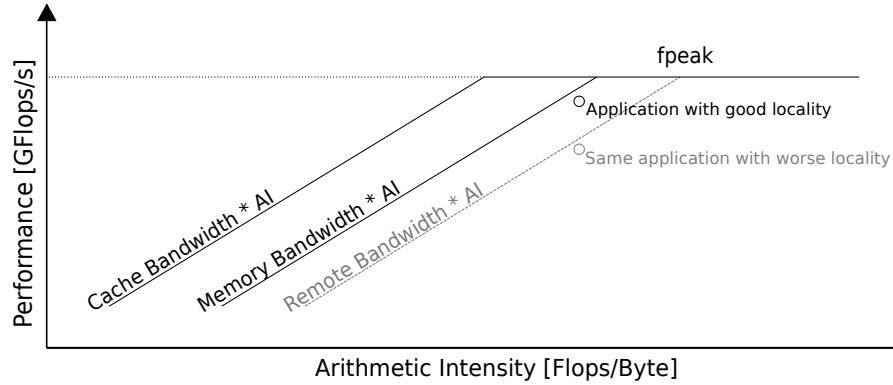 Performance [GFlops/s]
fpeak
Application with good locality
Same application with worse locality
Cache Bandwidth * AI
Memory Bandwidth * AI
Remote Bandwidth * AI
Arithmetic Intensity [Flops/Byte]